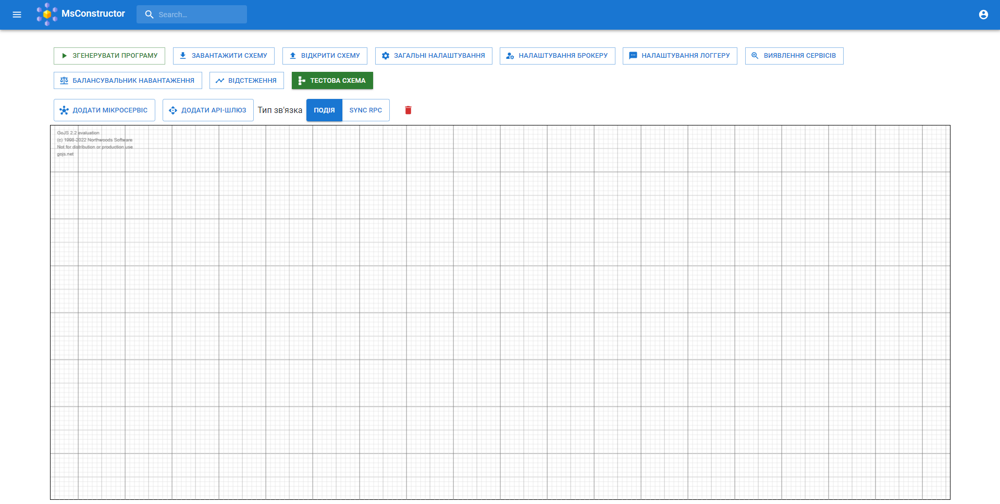 MsConstructor
Search...
ЗГЕНЕРУВАТИ ПРОГРАМУ
ЗАВАНТАЖИТИ СХЕМУ
ВІДКРИТИ СХЕМУ
ЗАГАЛЬНІ НАЛАШТУВАННЯ
НАЛАШТУВАННЯ БРОКЕРУ
НАЛАШТУВАННЯ ЛОГГЕРУ
ВИЯВЛЕННЯ СЕРВІСІВ
БАЛАНСУВАЛЬНИК НАВАНТАЖЕННЯ
ВІДСТЕЖЕННЯ
ТЕСТОВА СХЕМА
ДОДАТИ МІКРОСЕРВІС
ДОДАТИ АРІ-ШЛЮЗ
Тип зв'язка
ПОДІЯ
SYNC RPC
GoJS 2.2 evaluation
(c) 1998-2022 Northwoods Software
Not for distribution or production use
gojs.net